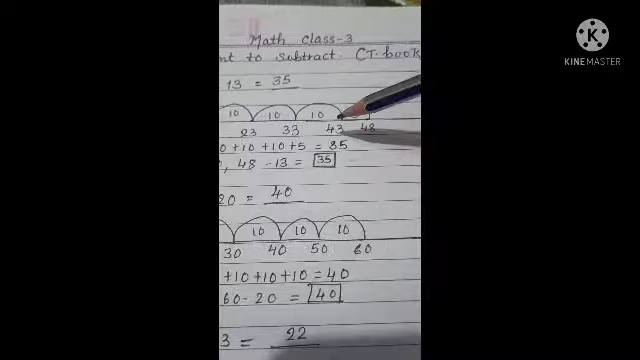 Math Class-3
nt to subtract. CT. book
KINEMASTER
13 = 35
10 10 10
23 33 43 48
0 +10 +10 +5 = 35
0, 48 - 13 = 35
20 = 40
10 10 10
30 40 50 60
+10 +10 +10 = 40
60 - 20 = 40
3 = 22